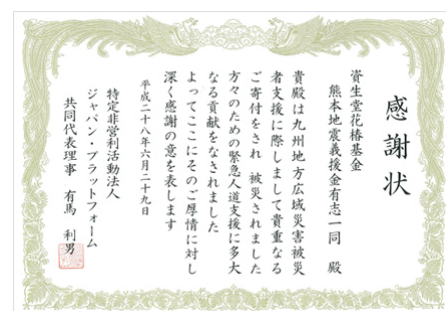 感謝状
資生堂花椿基金
熊本地震義援金有志一同 殿
貴殿は九州地方広域災害被災
者支援に際しまして貴重なる
ご寄付をされ 被災されました
方々のための緊急人道支援に多大
なる貢献をなされました
よってここにそのご厚情に対し
深く感謝の意を表します
平成二十八年六月二十九日
特定非営利活動法人
ジャパン・プラットフォーム
共同代表理事 有馬 利男